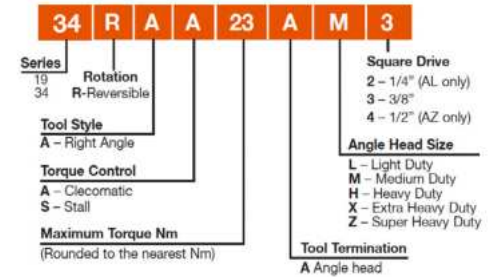 34 R A A 23 A M 3
Series
19
34
Rotation
R-Reversible
Tool Style
A – Right Angle
Torque Control
A – Clecomatic
S – Stall
Maximum Torque Nm
(Rounded to the nearest Nm)
Square Drive
2 – 1/4" (AL only)
3 – 3/8"
4 – 1/2" (AZ only)
Angle Head Size
L – Light Duty
M – Medium Duty
H – Heavy Duty
X – Extra Heavy Duty
Z – Super Heavy Duty
Tool Termination
A Angle head